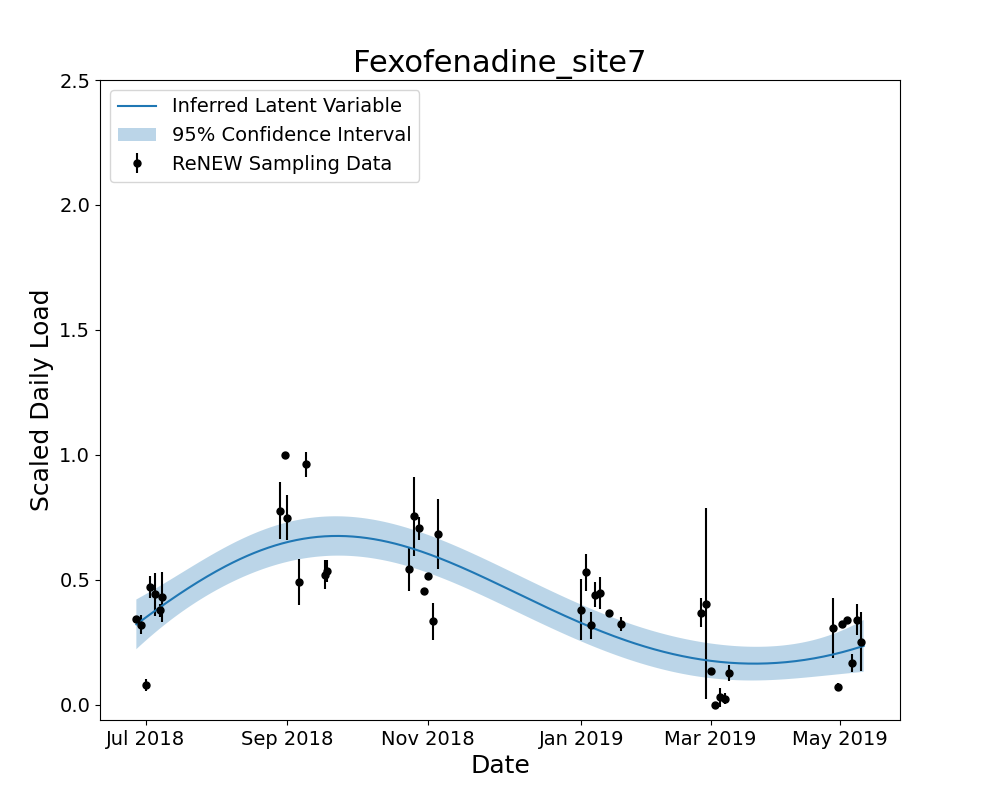 Fexofenadine_site7
Inferred Latent Variable
95% Confidence Interval
ReNEW Sampling Data
Scaled Daily Load
2.5
2.0
1.5
1.0
0.5
0.0
Jul 2018 Sep 2018 Nov 2018 Jan 2019 Mar 2019 May 2019
Date